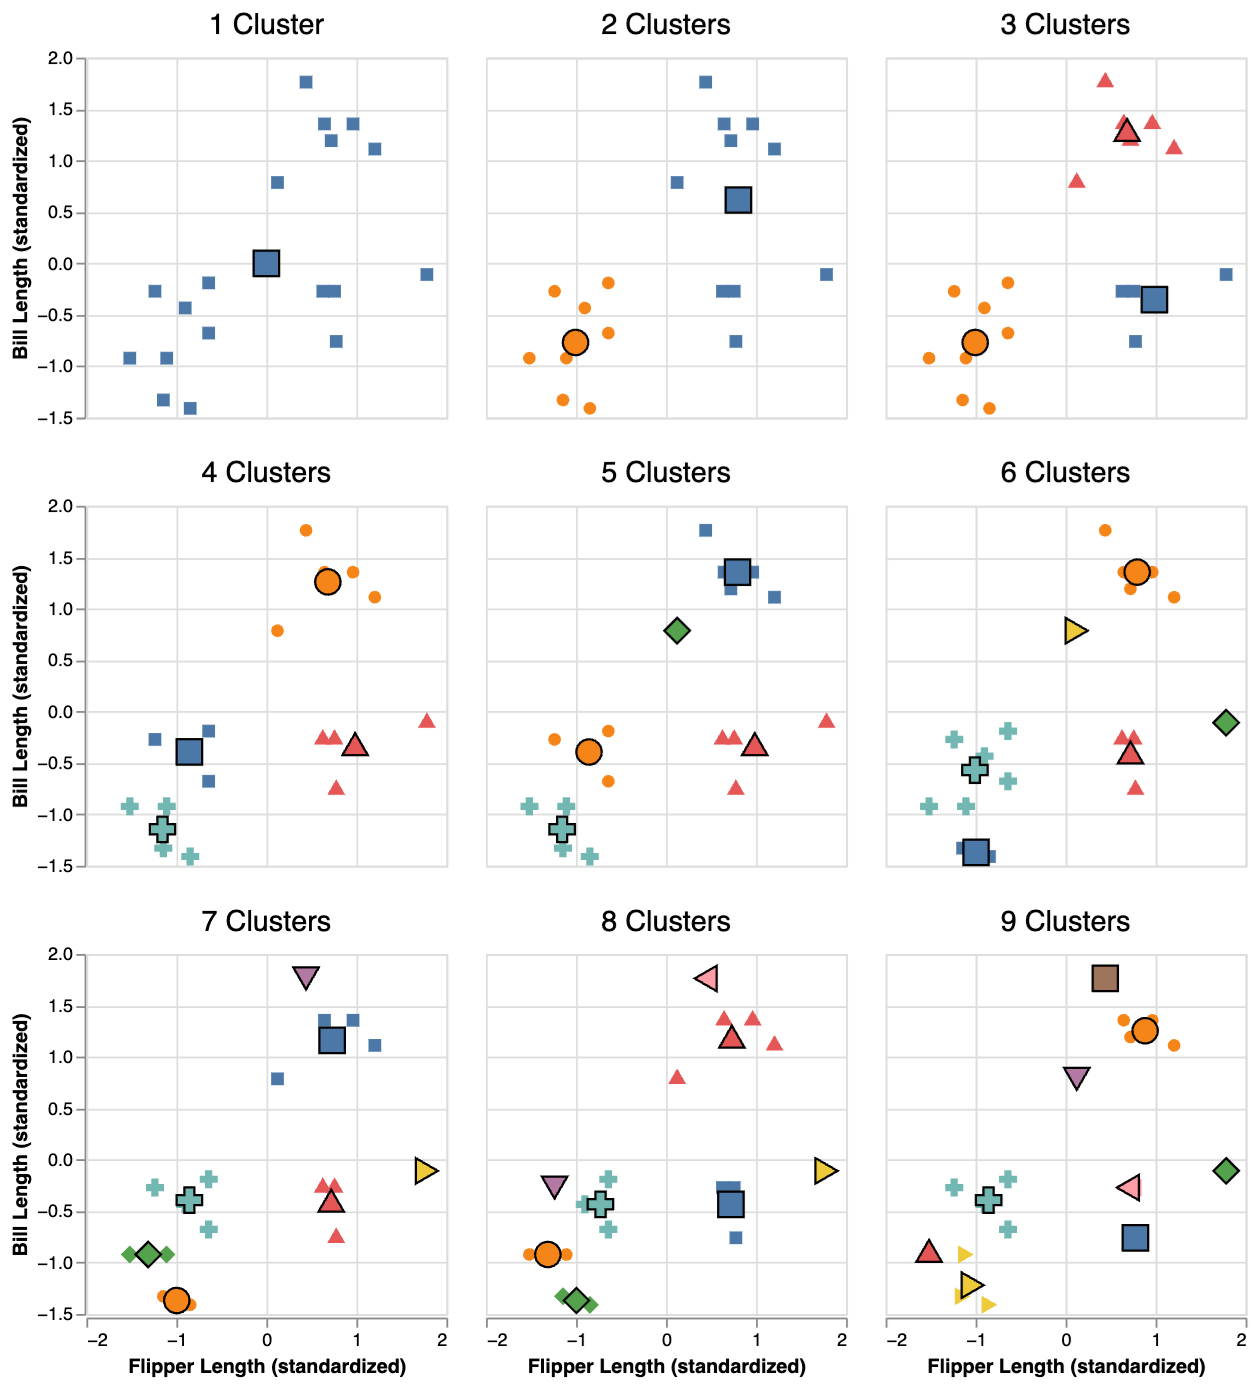 1 Cluster
2 Clusters
3 Clusters
2.0
1.5
1.0
0.5
0.0
−0.5
−1.0
−1.5
Bill Length (standardized)
4 Clusters
5 Clusters
6 Clusters
2.0
1.5
1.0
0.5
0.0
−0.5
−1.0
−1.5
Bill Length (standardized)
7 Clusters
8 Clusters
9 Clusters
2.0
1.5
1.0
0.5
0.0
−0.5
−1.0
−1.5
Bill Length (standardized)
−2 −1 0 1 2
−2 −1 0 1 2
−2 −1 0 1 2
Flipper Length (standardized)
Flipper Length (standardized)
Flipper Length (standardized)